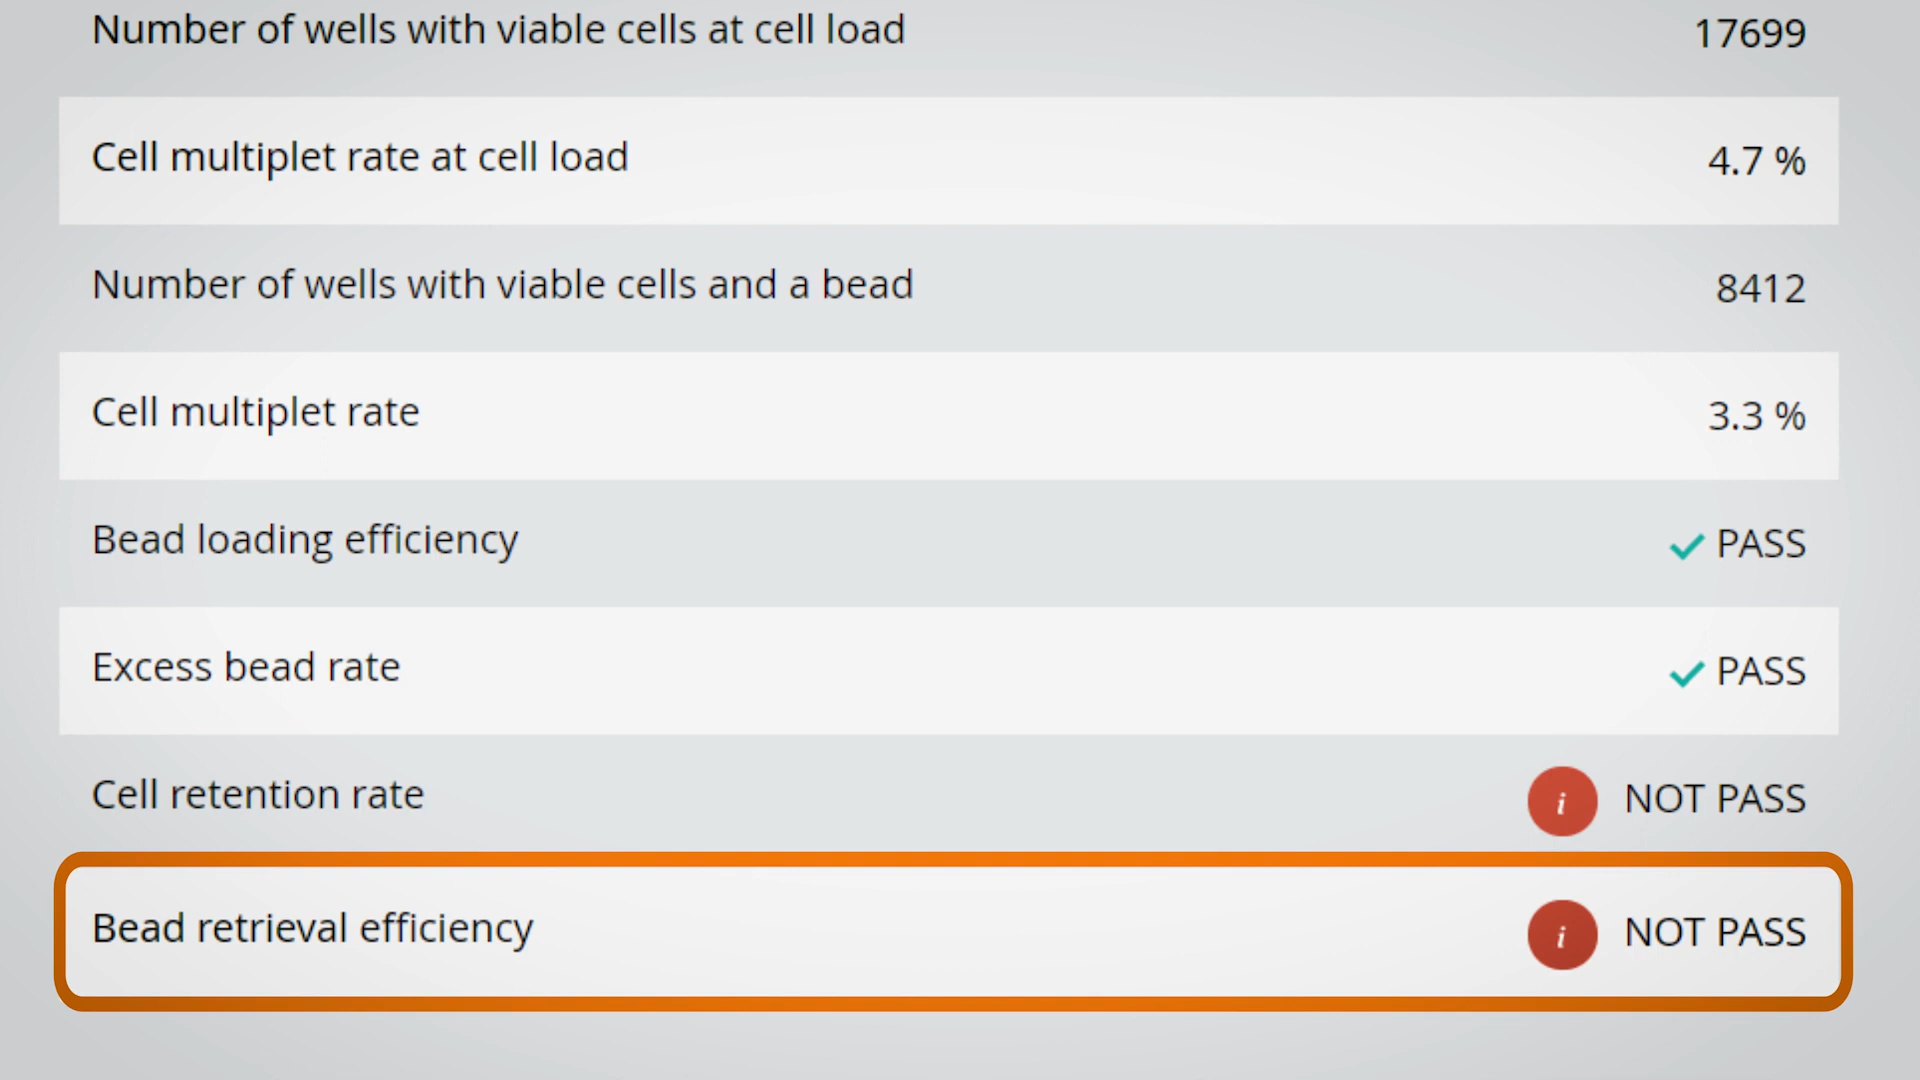 Number of wells with viable cells at cell load 17699
Cell multiplet rate at cell load 4.7 %
Number of wells with viable cells and a bead 8412
Cell multiplet rate 3.3 %
Bead loading efficiency PASS
Excess bead rate PASS
Cell retention rate i NOT PASS
Bead retrieval efficiency i NOT PASS